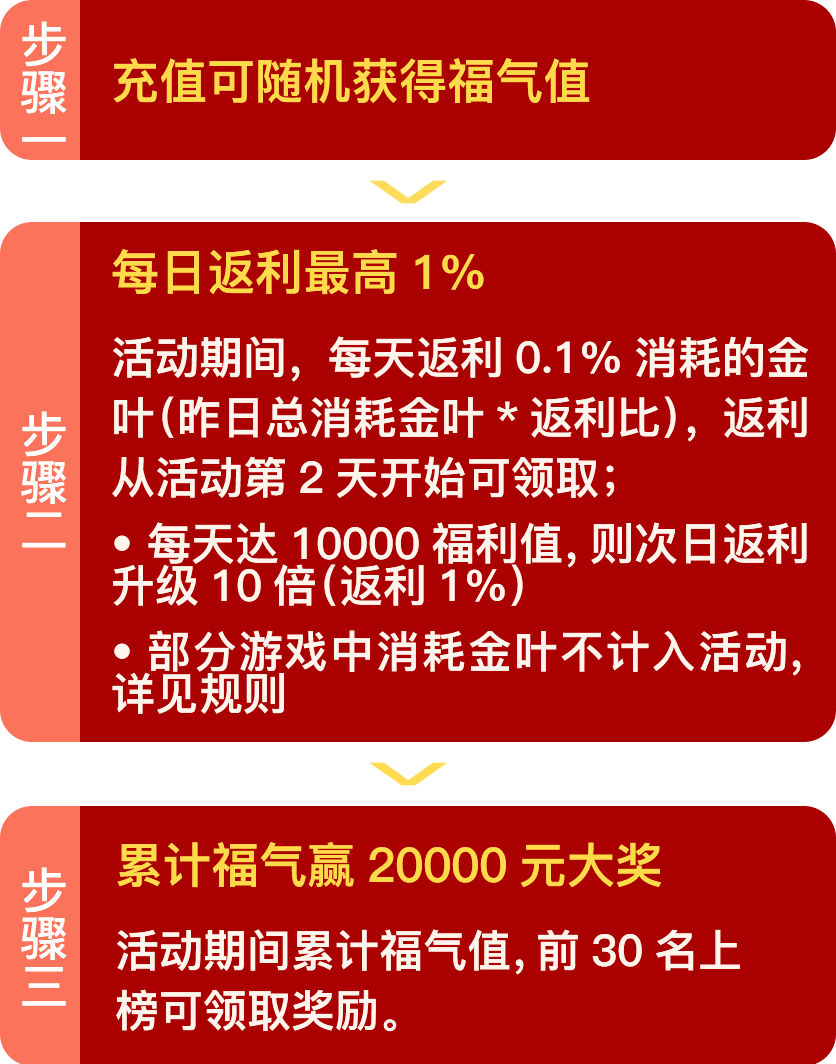 步骤一
充值可随机获得福气值
步骤二
每日返利最高 1%
活动期间，每天返利 0.1% 消耗的金
叶（昨日总消耗金叶 * 返利比），返利
从活动第 2 天开始可领取；
• 每天达 10000 福利值，则次日返利
升级 10 倍（返利 1%）
• 部分游戏中消耗金叶不计入活动，
详见规则
步骤三
累计福气赢 20000 元大奖
活动期间累计福气值，前 30 名上
榜可领取奖励。